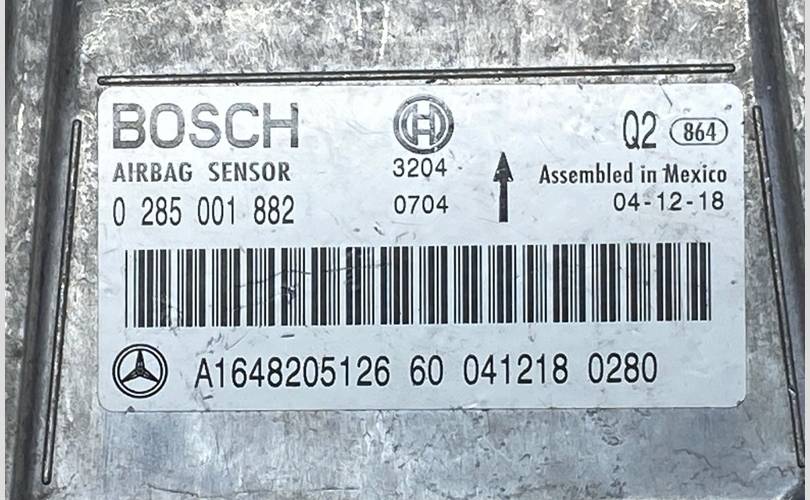 BOSCH
Q2 864
AIRBAG SENSOR
3204
Assembled in Mexico
0 285 001 882
0704
04-12-18
A1648205126 60 041218 0280